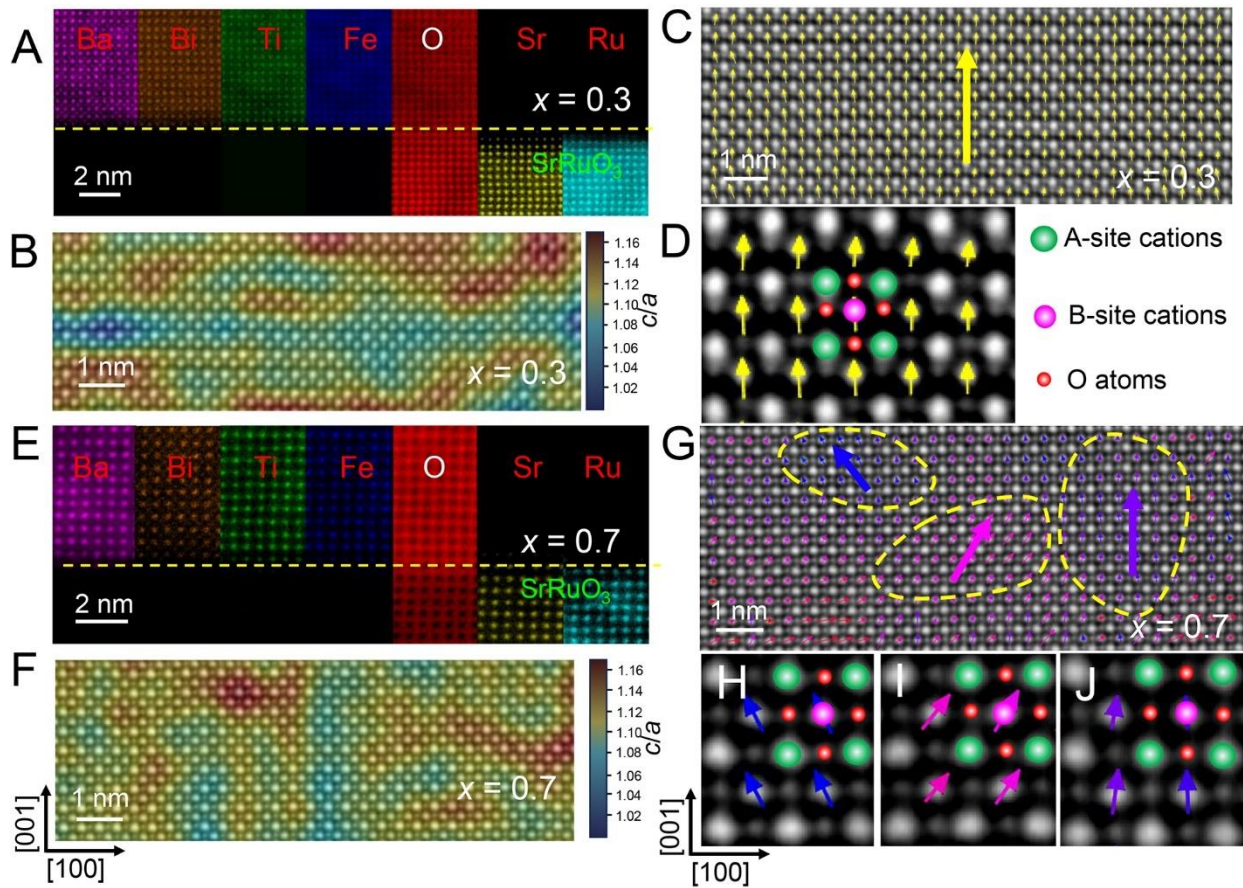 A
Ba Bi Ti Fe O Sr Ru
x = 0.3
SrRuO3
2 nm
B
1.16
1.14
1.12
1.10
1.08
1.06
1.04
1.02
c/a
1 nm
x = 0.3
C
1 nm
x = 0.3
D
A-site cations
B-site cations
O atoms
E
Ba Bi Ti Fe O Sr Ru
x = 0.7
SrRuO3
2 nm
F
1.16
1.14
1.12
1.10
1.08
1.06
1.04
1.02
c/a
1 nm
x = 0.7
[001]
[100]
G
1 nm
x = 0.7
H
I
J
[001]
[100]